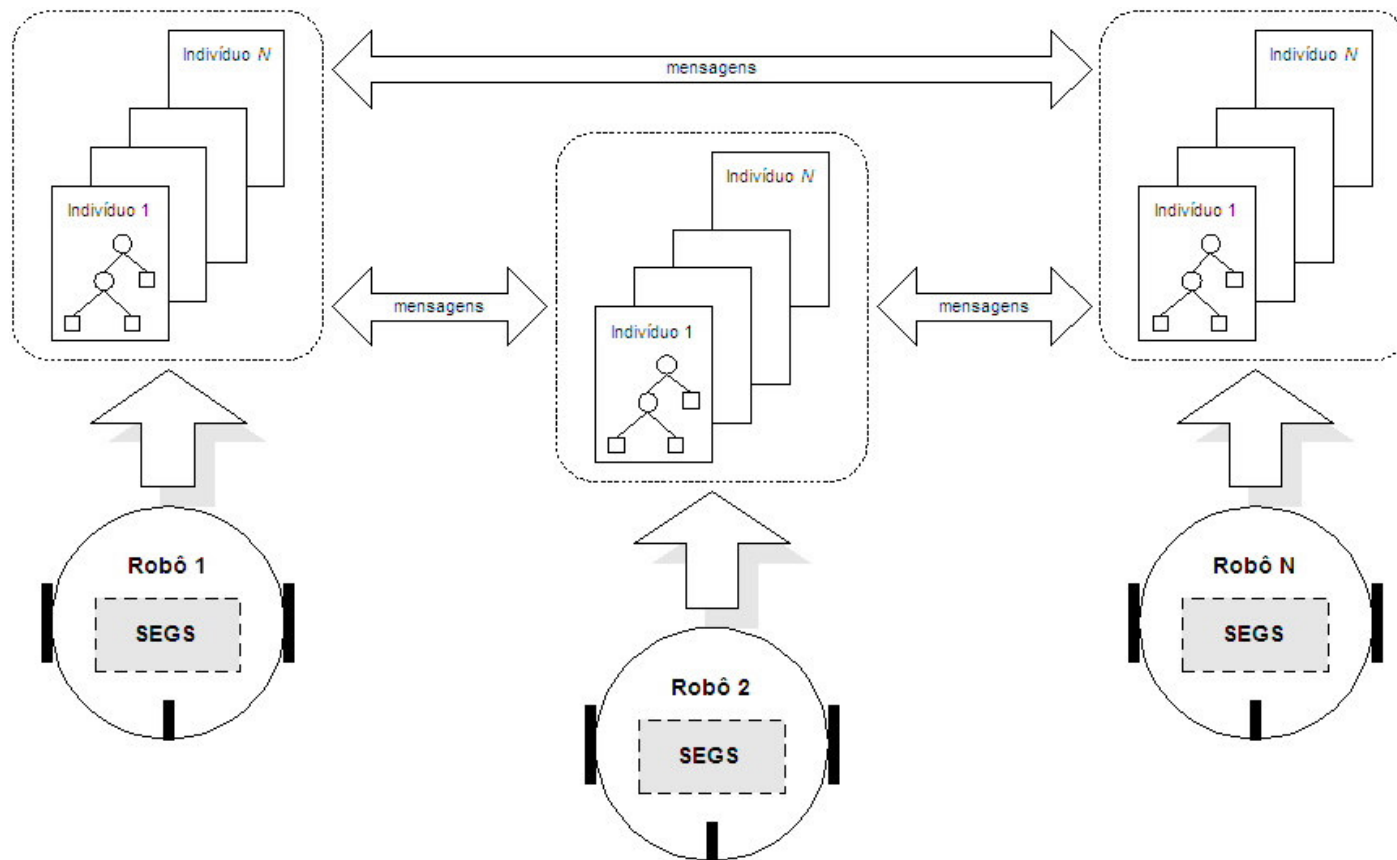 Indivíduo N
mensagens
Indivíduo N
Indivíduo N
Indivíduo 1
Indivíduo 1
mensagens
mensagens
Indivíduo 1
Robô 1
SEGS
Robô N
SEGS
Robô 2
SEGS